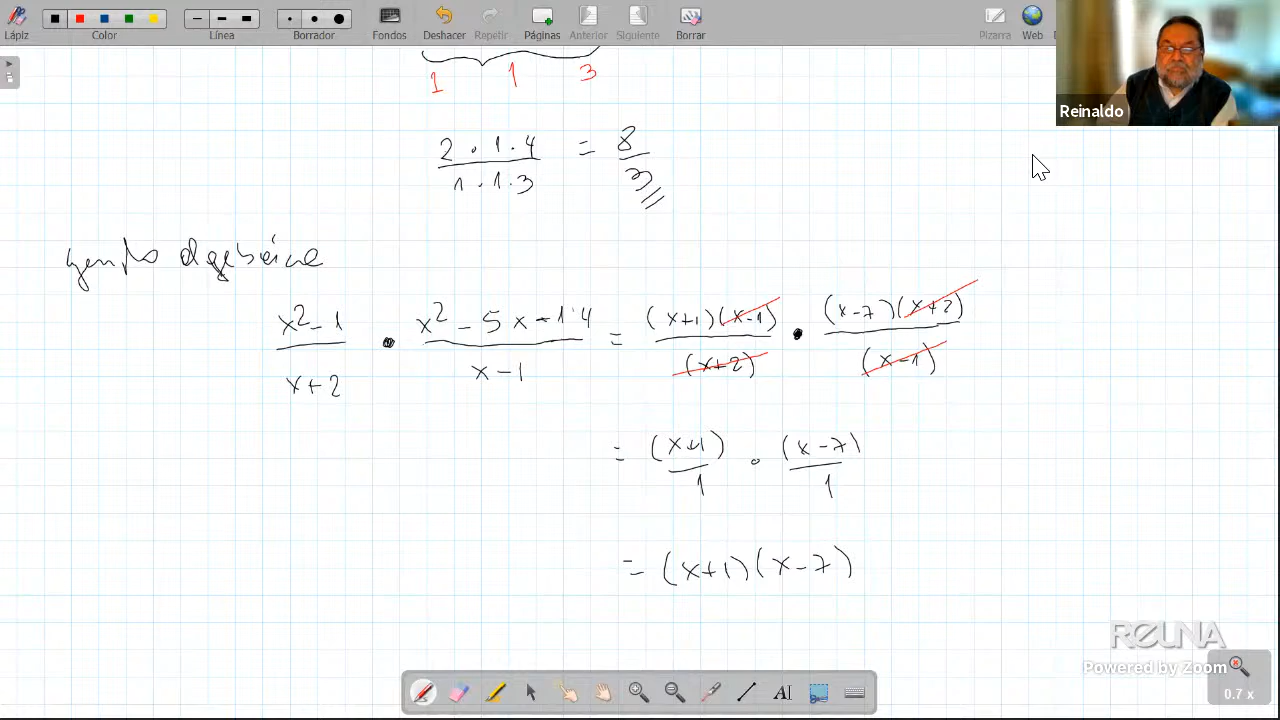 Lápiz Color Línea Borrador Fondos Deshacer Repetir Páginas Anterior Siguiente Borrar Pizarra Web
Reinaldo
1 1 3
2 · 1 · 4 / 1 · 1 · 3 = 8 / 3
x² - 1 / x + 2 · x² - 5x - 14 / x - 1 = (x+1)(x-1) / (x+2) · (x-7)(x+2) / (x-1)
= (x+1) / 1 · (x-7) / 1
= (x+1)(x-7)
REUNA
Powered by Zoom
0.7 x